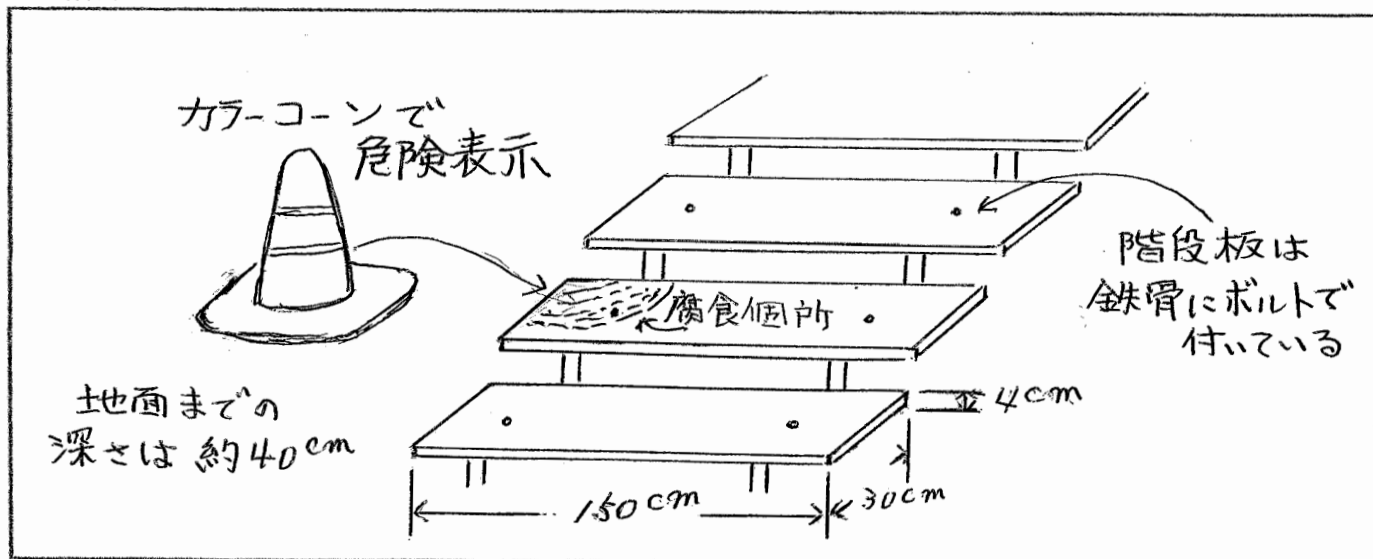 カラーコーンで
危険表示
階段板は
鉄骨にボルトで
付いている
腐食個所
地面までの
深さは約40cm
4cm
150cm
30cm